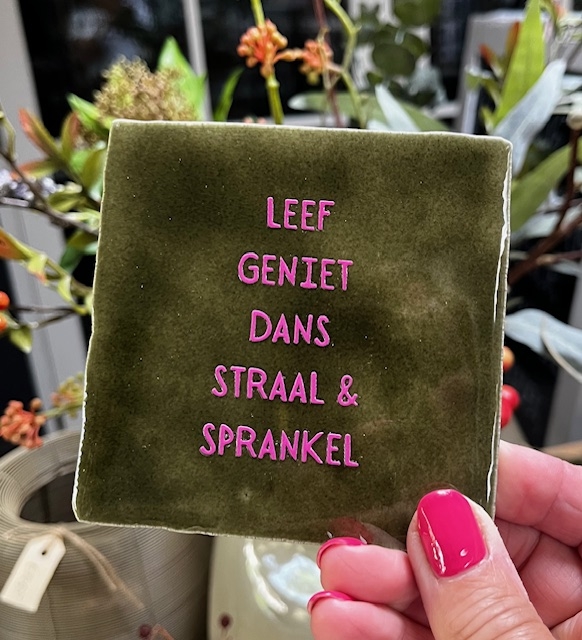 LEEF
GENIET
DANS
STRAAL &
SPRANKEL